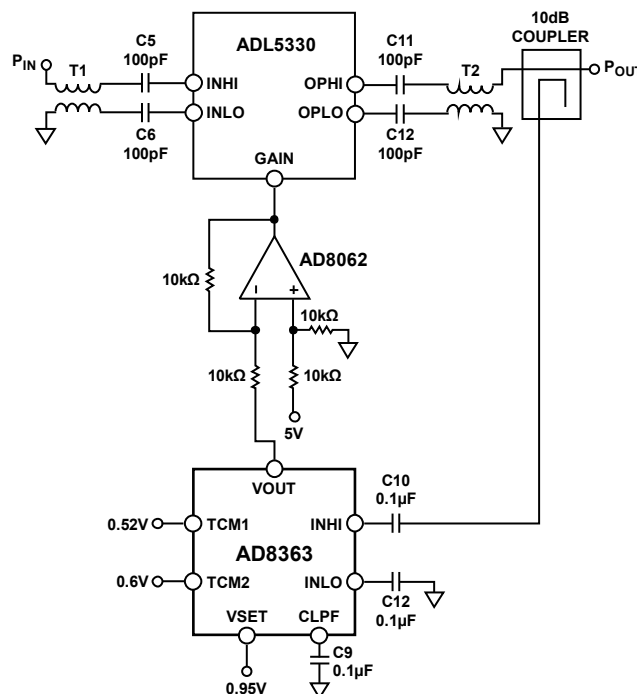 10dB
COUPLER
C5
100pF
ADL5330
C11
100pF
PIN
T1
T2
POUT
INHI
OPHI
INLO
OPLO
C6
100pF
C12
100pF
GAIN
AD8062
10kΩ
–
+
10kΩ
10kΩ
10kΩ
5V
VOUT
C10
0.1µF
0.52V
TCM1
INHI
AD8363
0.6V
TCM2
INLO
C12
0.1µF
VSET
CLPF
C9
0.1µF
0.95V